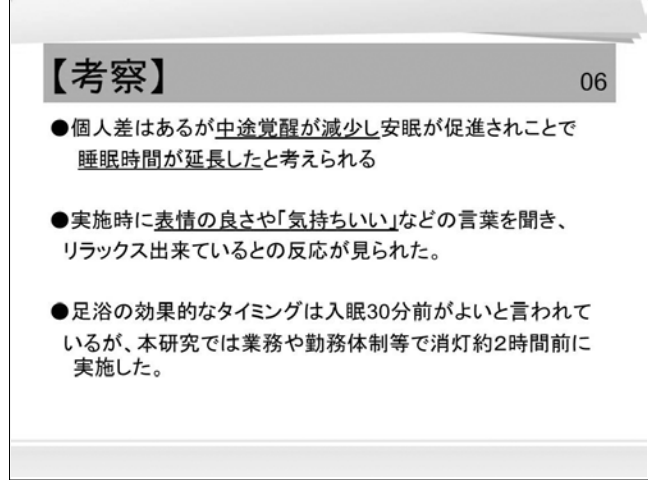 【考察】 06
●個人差はあるが中途覚醒が減少し安眠が促進されことで
睡眠時間が延長したと考えられる
●実施時に表情の良さや「気持ちいい」などの言葉を聞き、
リラックス出来ているとの反応が見られた。
●足浴の効果的なタイミングは入眠30分前がよいと言われて
いるが、本研究では業務や勤務体制等で消灯約2時間前に
実施した。